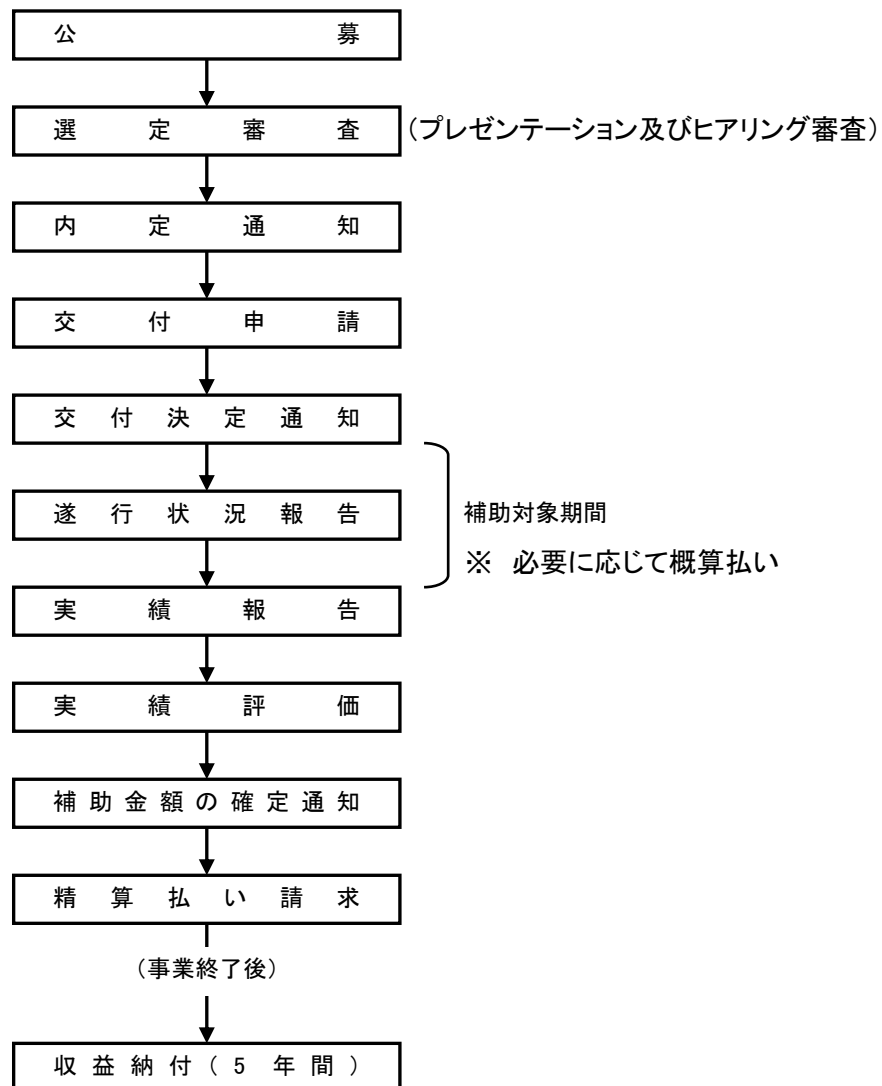 公募
選定審査 (プレゼンテーション及びヒアリング審査)
内定通知
交付申請
交付決定通知
遂行状況報告
補助対象期間
※ 必要に応じて概算払い
実績報告
実績評価
補助金額の確定通知
精算払い請求
(事業終了後)
収益納付(5 年間)